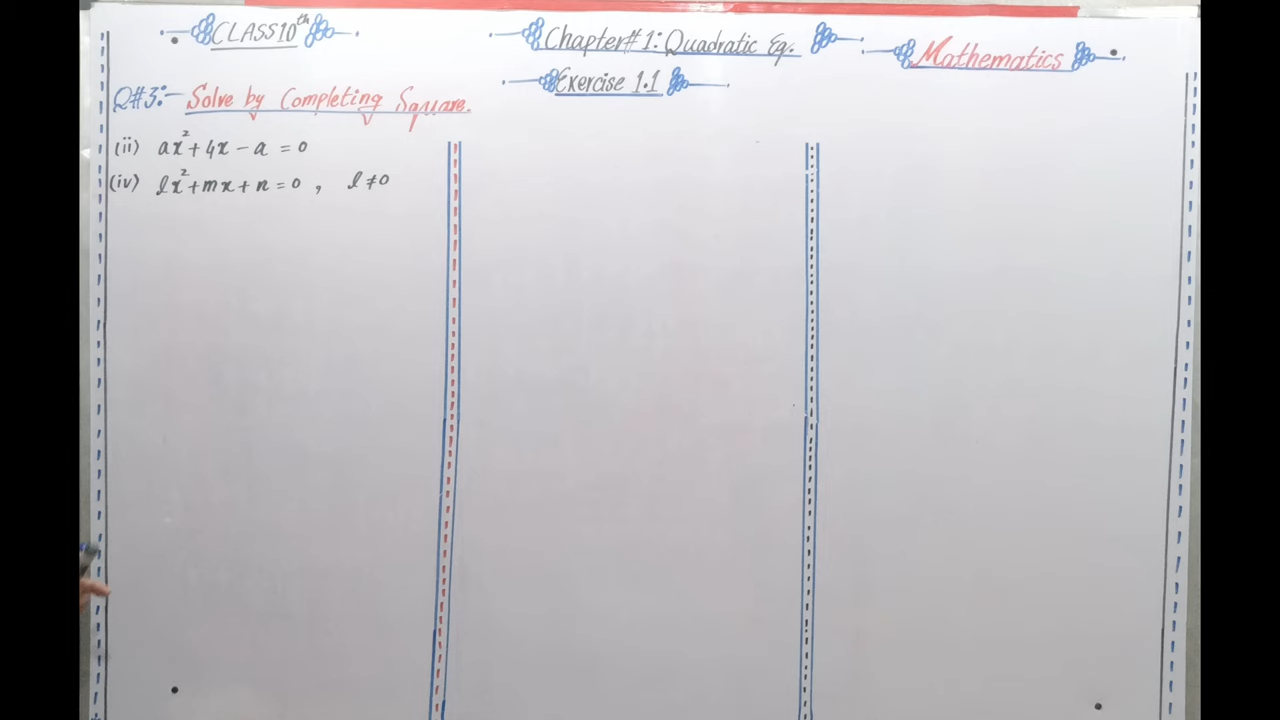 CLASS 10th
Chapter# 1: Quadratic Eq.
Mathematics
Exercise 1.1
Q#3:- Solve by Completing Square.
(ii) ax²+4x-a=0
(iv) lx²+mx+n=0, l≠0